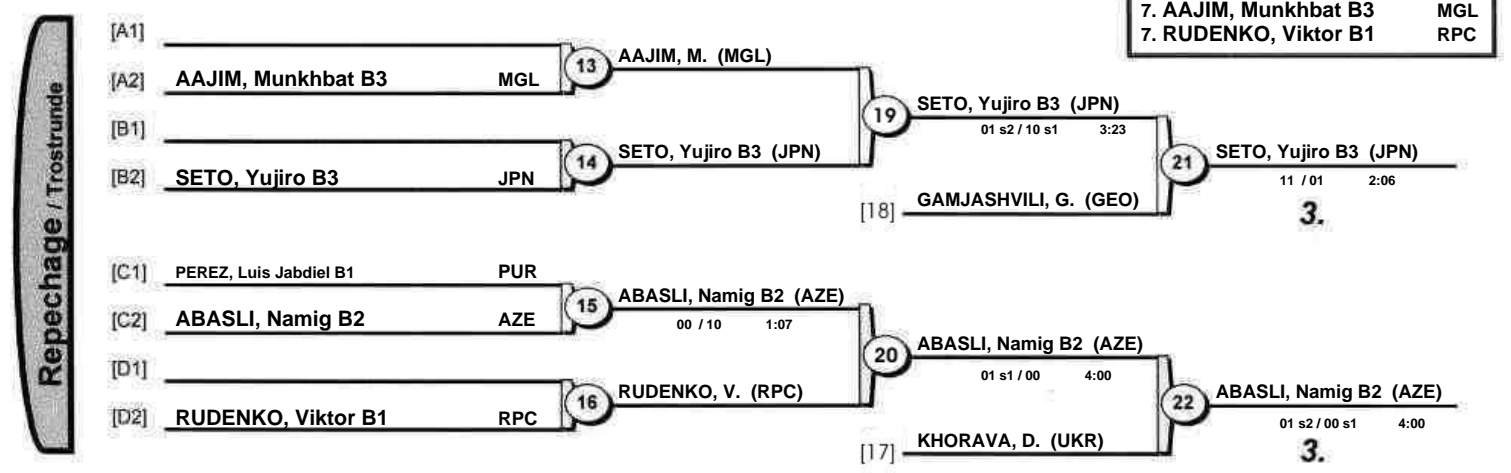 7. AAJIM, Munkhbat B3 MGL
7. RUDENKO, Viktor B1 RPC
Repechage / Trostrunde
[A1]
[A2] AAJIM, Munkhbat B3 MGL
13 AAJIM, M. (MGL)
[B1]
[B2] SETO, Yujiro B3 JPN
14 SETO, Yujiro B3 (JPN)
19 SETO, Yujiro B3 (JPN)
01 s2 / 10 s1 3:23
[18] GAMJASHVILI, G. (GEO)
21 SETO, Yujiro B3 (JPN)
11 / 01 2:06
3.
[C1] PEREZ, Luis Jabdiel B1 PUR
[C2] ABASLI, Namig B2 AZE
15 ABASLI, Namig B2 (AZE)
00 / 10 1:07
[D1]
[D2] RUDENKO, Viktor B1 RPC
16 RUDENKO, V. (RPC)
20 ABASLI, Namig B2 (AZE)
01 s1 / 00 4:00
[17] KHORAVA, D. (UKR)
22 ABASLI, Namig B2 (AZE)
01 s2 / 00 s1 4:00
3.